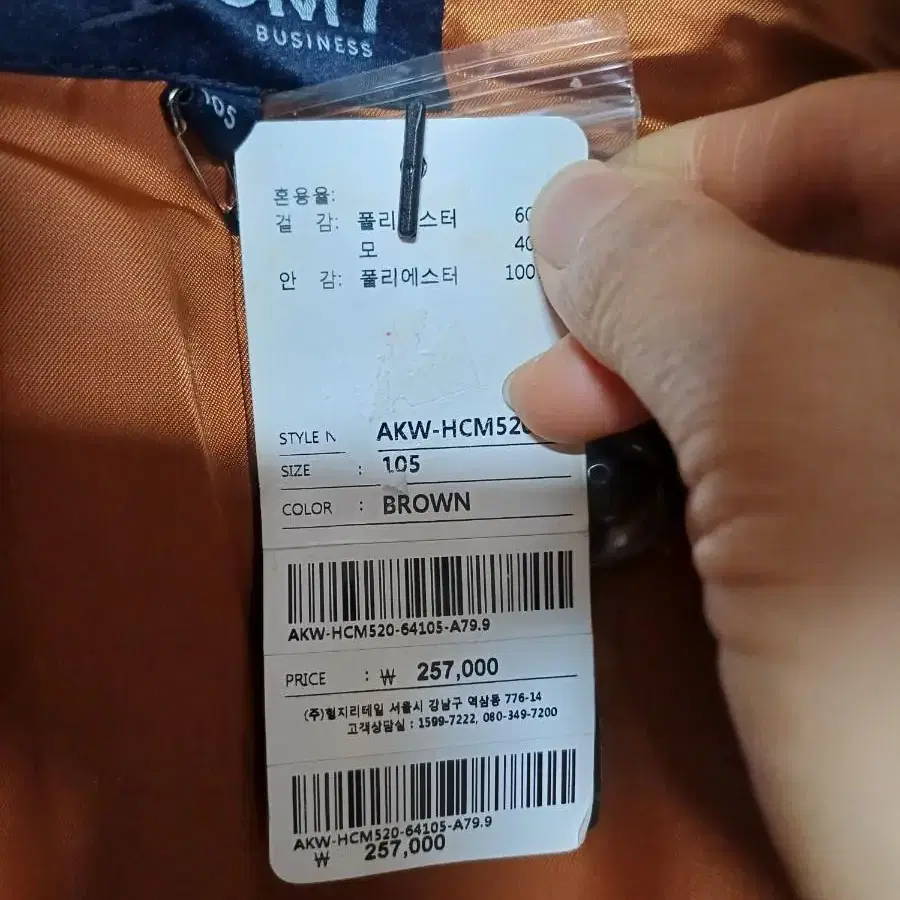 BUSINESS
105
혼용율:
겉 감: 폴리에스터 60
모 40
안 감: 폴리에스터 100
STYLE N AKW-HCM520
SIZE : 105
COLOR : BROWN
AKW-HCM520-64105-A79.9
PRICE : ₩ 257,000
(주)형지리테일 서울시 강남구 역삼동 776-14
고객상담실 : 1599-7222, 080-349-7200
AKW-HCM520-64105-A79.9
₩ 257,000